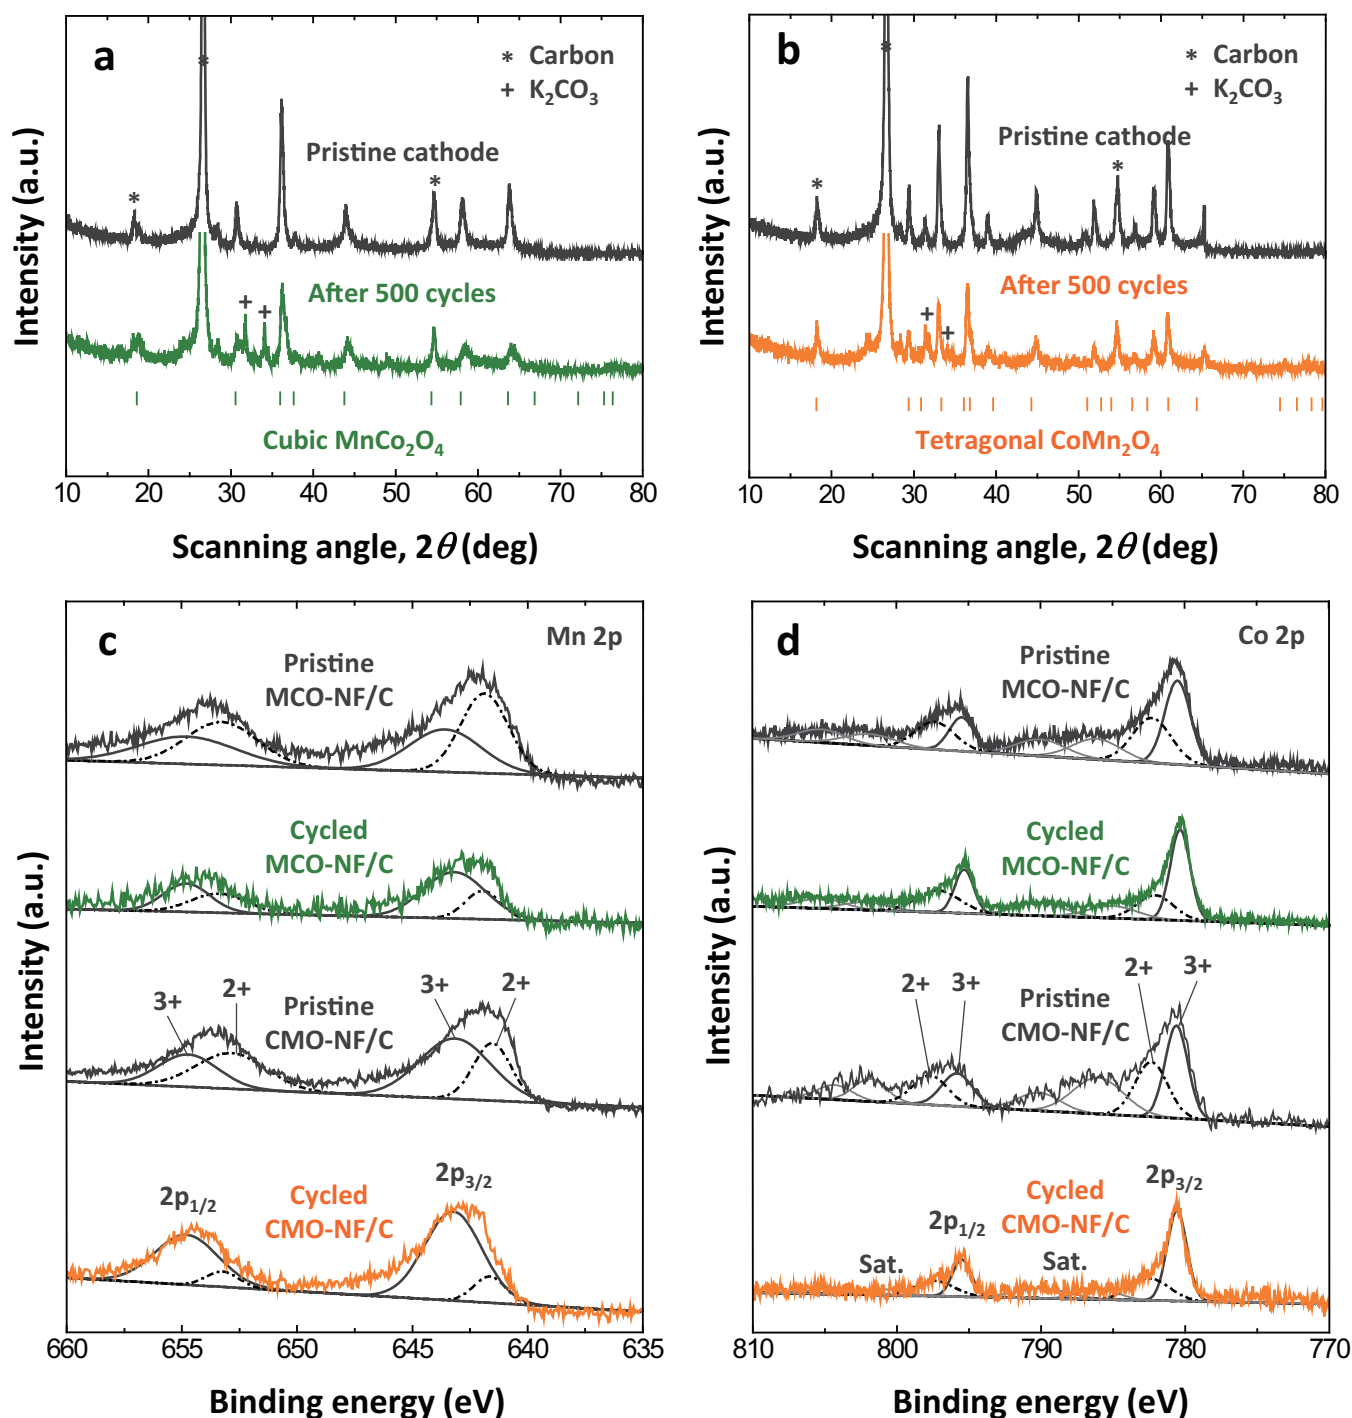 a
* Carbon
+ K₂CO₃
Pristine cathode
*
*
*
After 500 cycles
+ +
Cubic MnCo₂O₄
10 20 30 40 50 60 70 80
Scanning angle, 2θ (deg)
Intensity (a.u.)
b
* Carbon
+ K₂CO₃
Pristine cathode
*
*
*
After 500 cycles
+ +
Tetragonal CoMn₂O₄
10 20 30 40 50 60 70 80
Scanning angle, 2θ (deg)
Intensity (a.u.)
c
Mn 2p
Pristine
MCO-NF/C
Cycled
MCO-NF/C
3+ 2+ Pristine 3+ 2+
CMO-NF/C
2p₁/₂ Cycled 2p₃/₂
CMO-NF/C
660 655 650 645 640 635
Binding energy (eV)
Intensity (a.u.)
d
Co 2p
Pristine
MCO-NF/C
Cycled
MCO-NF/C
2+ 3+ Pristine 2+ 3+
CMO-NF/C
2p₁/₂ Cycled 2p₃/₂
CMO-NF/C
Sat. Sat.
810 800 790 780 770
Binding energy (eV)
Intensity (a.u.)